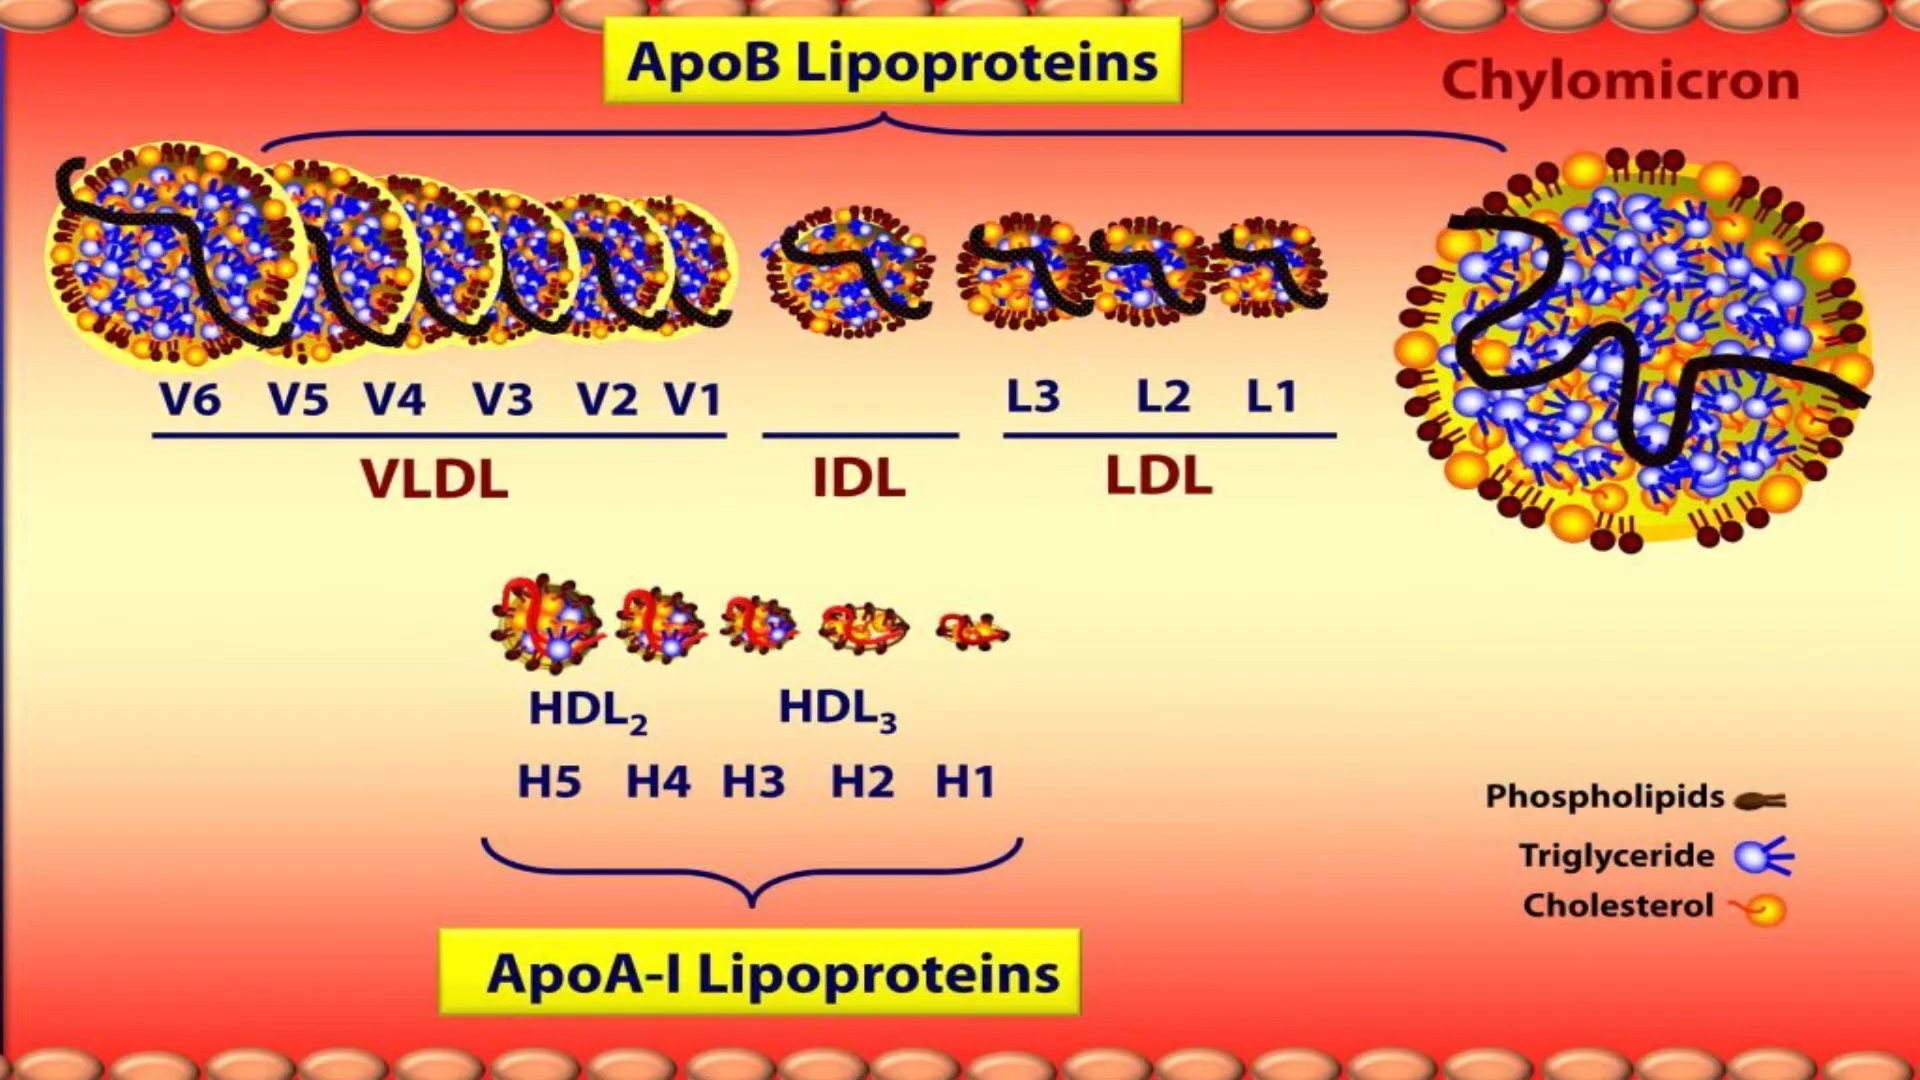 ApoB Lipoproteins
Chylomicron
V6 V5 V4 V3 V2 V1
L3 L2 L1
VLDL IDL LDL
HDL₂ HDL₃
H5 H4 H3 H2 H1
Phospholipids
Triglyceride
Cholesterol
ApoA-I Lipoproteins